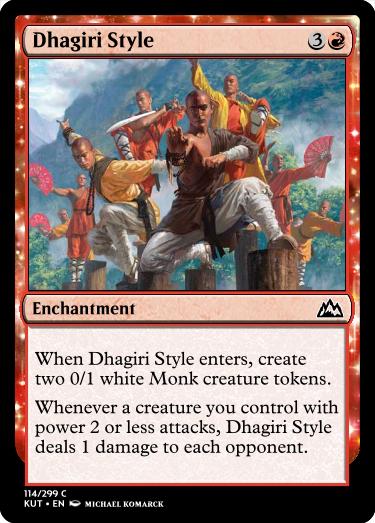 Dhagiri Style 3
Enchantment
When Dhagiri Style enters, create
two 0/1 white Monk creature tokens.
Whenever a creature you control with
power 2 or less attacks, Dhagiri Style
deals 1 damage to each opponent.
114/299 C
KUT • EN MICHAEL KOMARCK